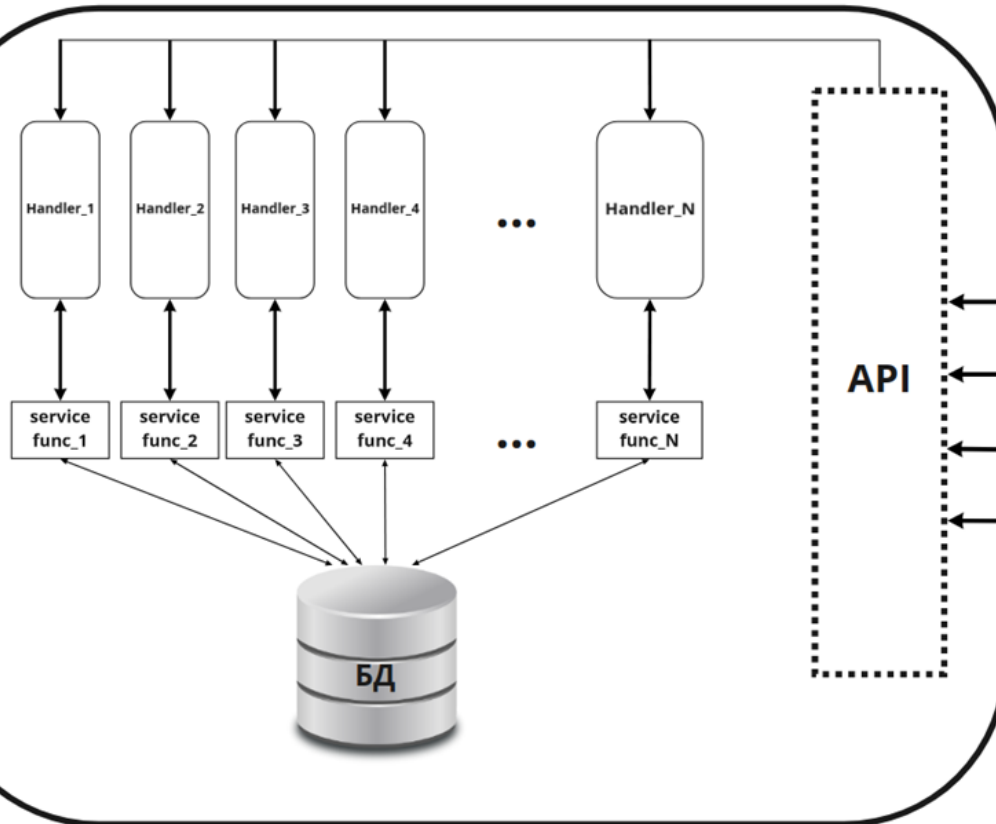 Handler_1
Handler_2
Handler_3
Handler_4
...
Handler_N
API
service
func_1
service
func_2
service
func_3
service
func_4
...
service
func_N
БД